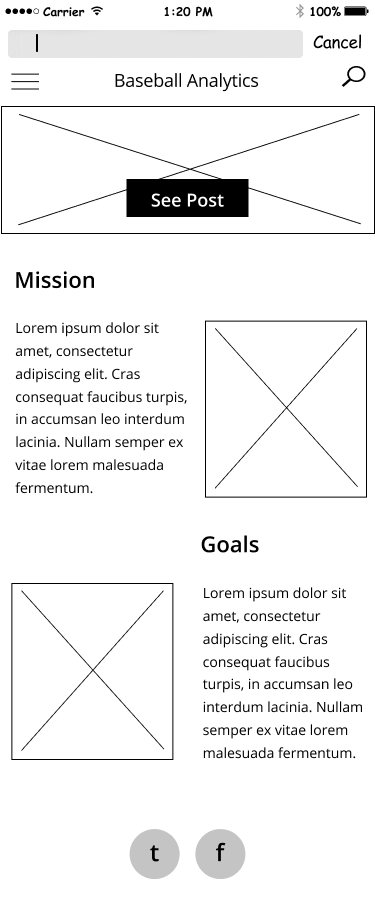 Carrier 1:20 PM 100%
Cancel
Baseball Analytics
See Post
Mission
Lorem ipsum dolor sit
amet, consectetur
adipiscing elit. Cras
consequat faucibus turpis,
in accumsan leo interdum
lacinia. Nullam semper ex
vitae lorem malesuada
fermentum.
Goals
Lorem ipsum dolor sit
amet, consectetur
adipiscing elit. Cras
consequat faucibus
turpis, in accumsan leo
interdum lacinia. Nullam
semper ex vitae lorem
malesuada fermentum.
t f